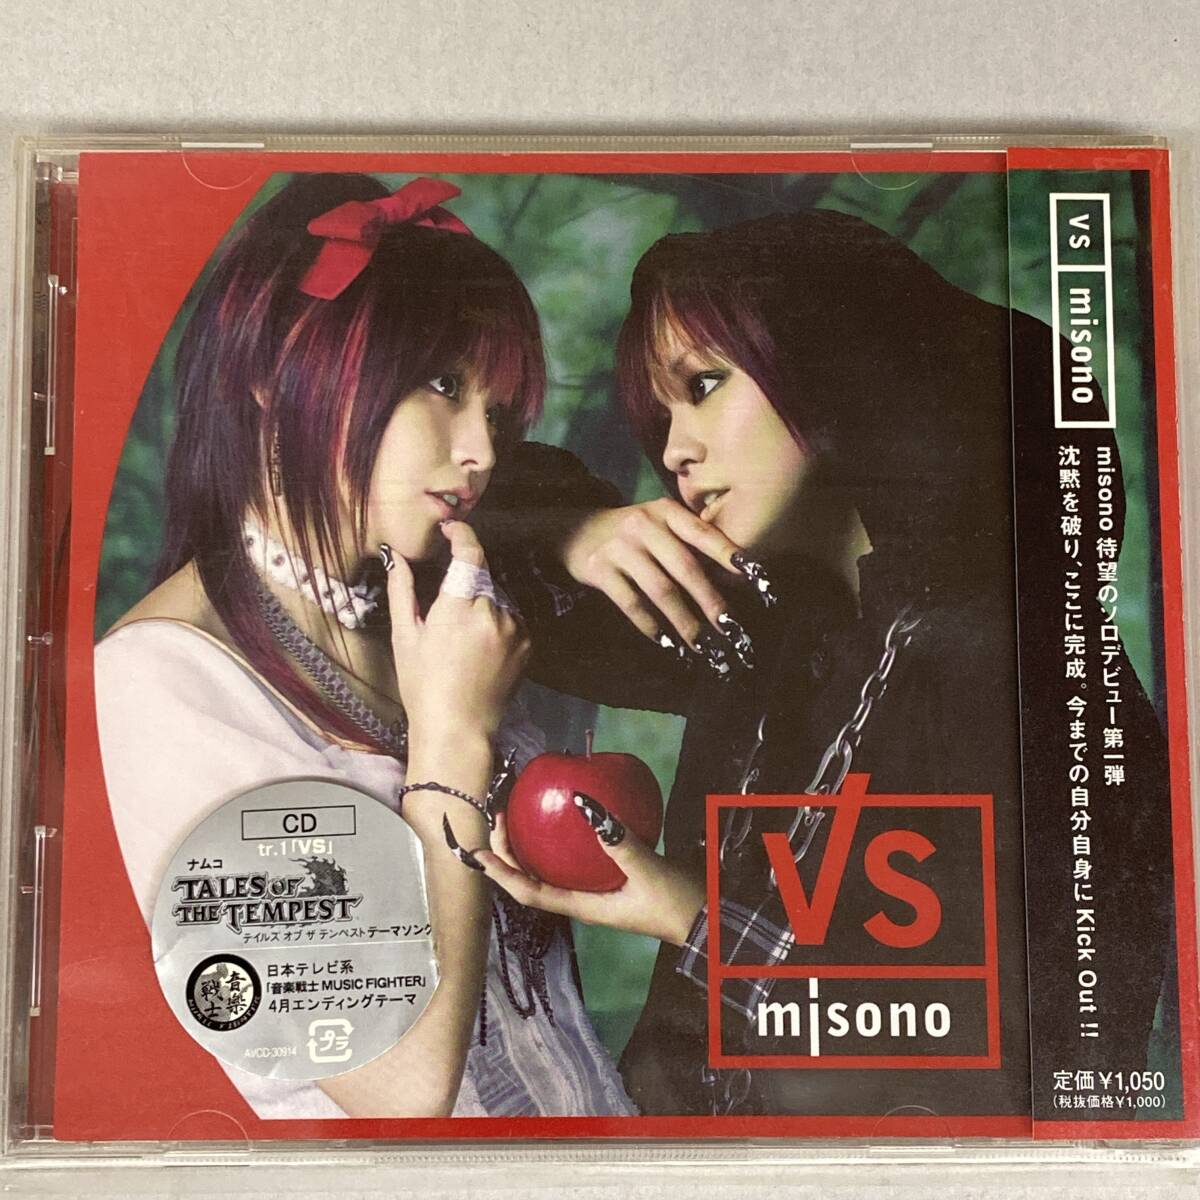 VS
misono
CD
tr.1「VS」
ナムコ
TALES OF
THE TEMPEST
テイルズ オブ ザ テンペスト テーマソング
音楽
戦士
日本テレビ系
「音楽戦士 MUSIC FIGHTER」
4月エンディングテーマ
プラ
AVCD-30914
vs misono
misono 待望のソロデビュー第一弾
沈黙を破り、ここに完成。今までの自分自身に Kick Out !!
定価¥1,050
(税抜価格¥1,000)